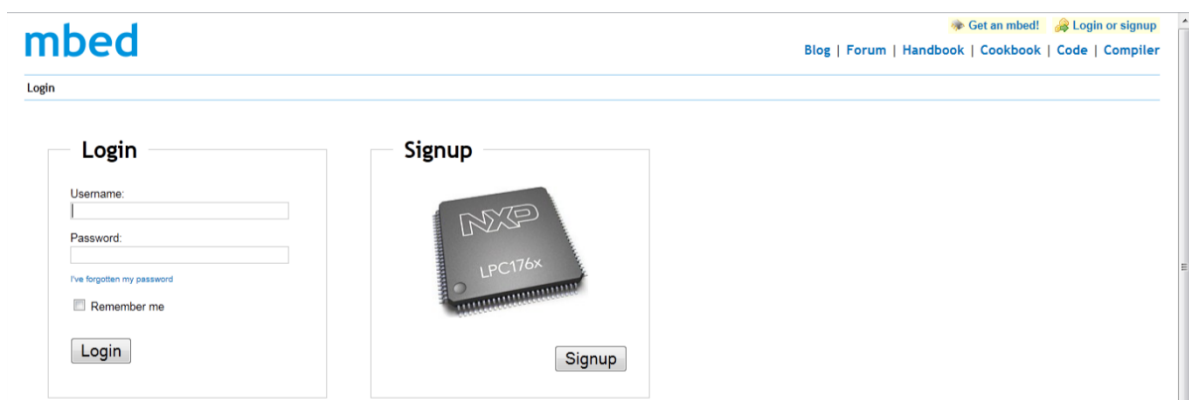 mbed
Get an mbed! Login or signup
Blog | Forum | Handbook | Cookbook | Code | Compiler
Login
Login
Username:
Password:
I've forgotten my password
Remember me
Login
Signup
NXP
LPC176x
Signup